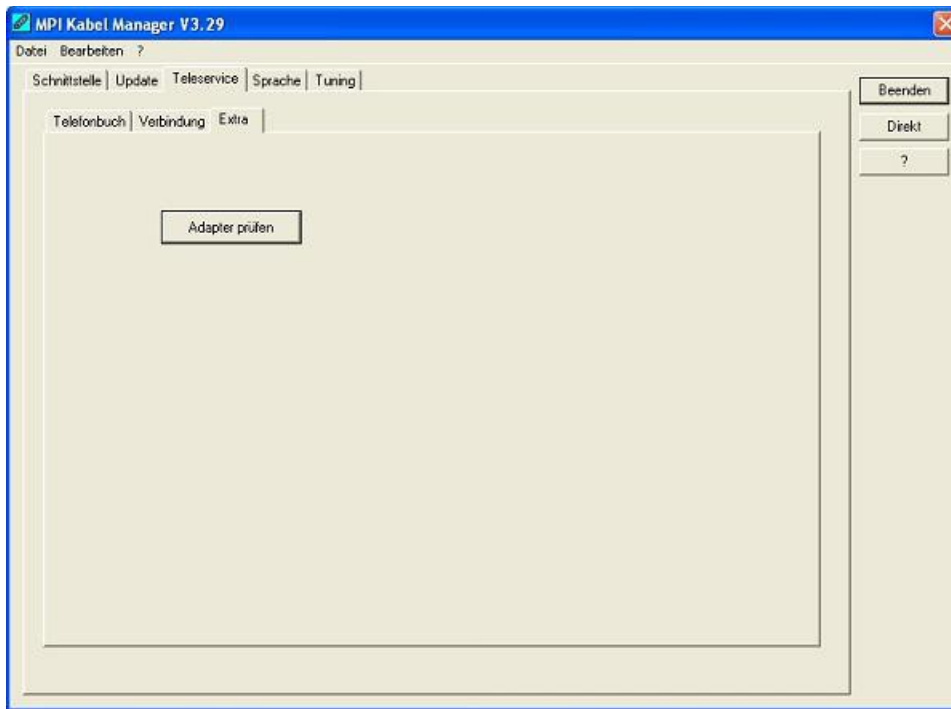 MPI Kabel Manager V3.29
Datei Bearbeiten ?
Schnittstelle Update Teleservice Sprache Tuning
Telefonbuch Verbindung Extra
Adapter prüfen
Beenden
Direkt
?